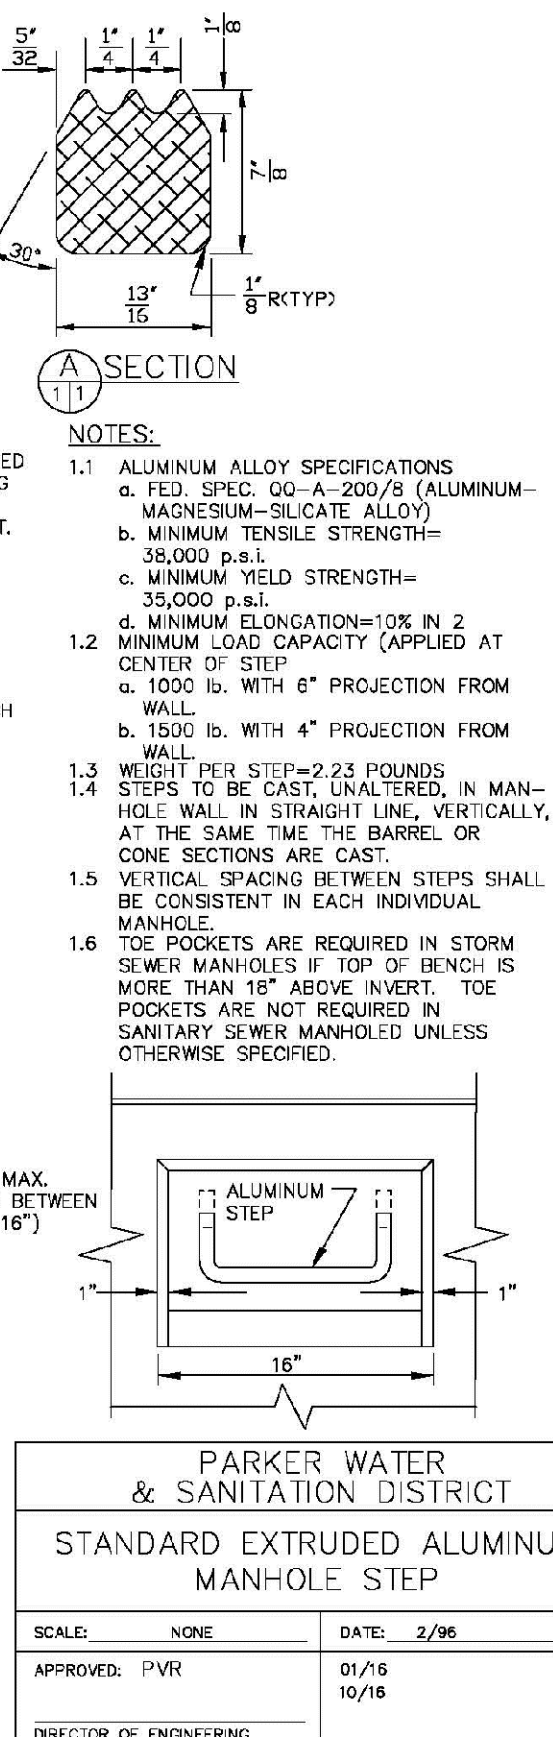 5" 1" 1" 1"
32 4 4 8
7"
8
30°
13"
16
1" R(TYP)
8
A SECTION
1 1
NOTES:
ED
G
T.
CH
1.1 ALUMINUM ALLOY SPECIFICATIONS
a. FED. SPEC. QQ-A-200/8 (ALUMINUM-
MAGNESIUM-SILICATE ALLOY)
b. MINIMUM TENSILE STRENGTH=
38,000 p.s.i.
c. MINIMUM YIELD STRENGTH=
35,000 p.s.i.
d. MINIMUM ELONGATION=10% IN 2
1.2 MINIMUM LOAD CAPACITY (APPLIED AT
CENTER OF STEP
a. 1000 lb. WITH 6" PROJECTION FROM
WALL.
b. 1500 lb. WITH 4" PROJECTION FROM
WALL.
1.3 WEIGHT PER STEP=2.23 POUNDS
1.4 STEPS TO BE CAST, UNALTERED, IN MAN-
HOLE WALL IN STRAIGHT LINE, VERTICALLY,
AT THE SAME TIME THE BARREL OR
CONE SECTIONS ARE CAST.
1.5 VERTICAL SPACING BETWEEN STEPS SHALL
BE CONSISTENT IN EACH INDIVIDUAL
MANHOLE.
1.6 TOE POCKETS ARE REQUIRED IN STORM
SEWER MANHOLES IF TOP OF BENCH IS
MORE THAN 18" ABOVE INVERT. TOE
POCKETS ARE NOT REQUIRED IN
SANITARY SEWER MANHOLED UNLESS
OTHERWISE SPECIFIED.
MAX.
BETWEEN
16")
ALUMINUM
STEP
1" 1"
16"
PARKER WATER
& SANITATION DISTRICT
STANDARD EXTRUDED ALUMINU
MANHOLE STEP
SCALE: NONE DATE: 2/96
APPROVED: PVR 01/16
10/16
DIRECTOR OF ENGINEERING